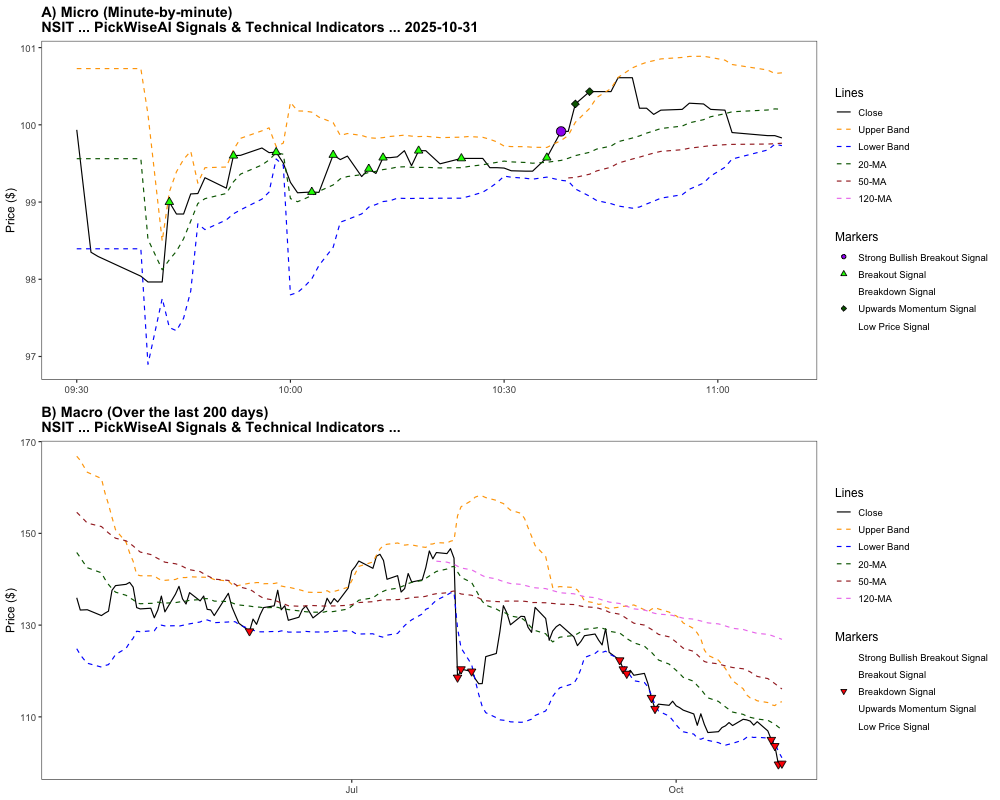 A) Micro (Minute-by-minute)
NSIT ... PickWiseAI Signals & Technical Indicators ... 2025-10-31
Price ($)
101
100
99
98
97
09:30
10:00
10:30
11:00
Lines
Close
Upper Band
Lower Band
20-MA
50-MA
120-MA
Markers
Strong Bullish Breakout Signal
Breakout Signal
Breakdown Signal
Upwards Momentum Signal
Low Price Signal
B) Macro (Over the last 200 days)
NSIT ... PickWiseAI Signals & Technical Indicators ...
Price ($)
170
150
130
110
Jul
Oct
Lines
Close
Upper Band
Lower Band
20-MA
50-MA
120-MA
Markers
Strong Bullish Breakout Signal
Breakout Signal
Breakdown Signal
Upwards Momentum Signal
Low Price Signal